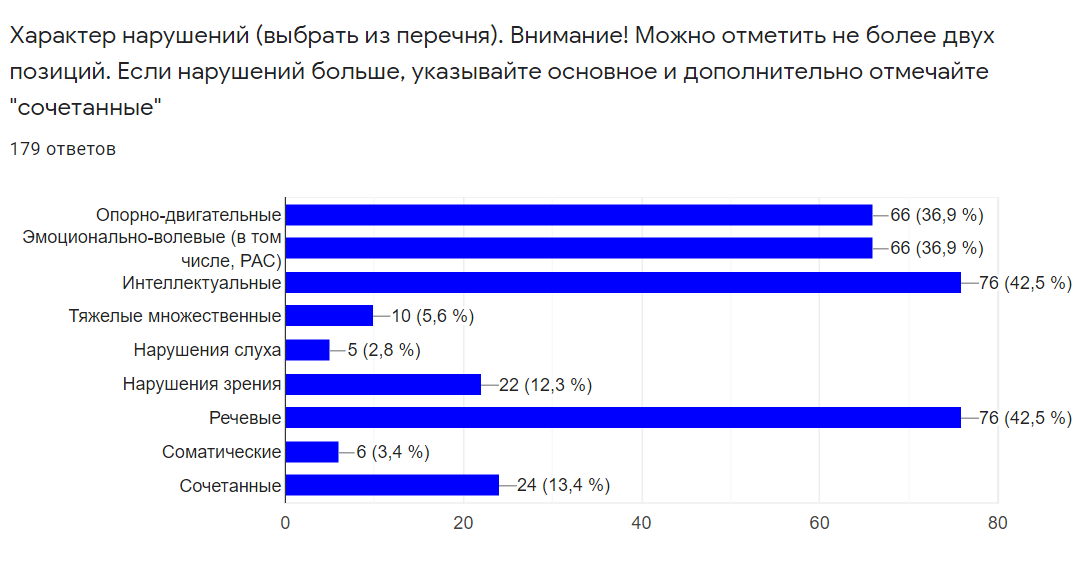 Характер нарушений (выбрать из перечня). Внимание! Можно отметить не более двух
позиций. Если нарушений больше, указывайте основное и дополнительно отмечайте
"сочетанные"
179 ответов
Опорно-двигательные 66 (36,9 %)
Эмоционально-волевые (в том
числе, РАС) 66 (36,9 %)
Интеллектуальные 76 (42,5 %)
Тяжелые множественные 10 (5,6 %)
Нарушения слуха 5 (2,8 %)
Нарушения зрения 22 (12,3 %)
Речевые 76 (42,5 %)
Соматические 6 (3,4 %)
Сочетанные 24 (13,4 %)
0 20 40 60 80